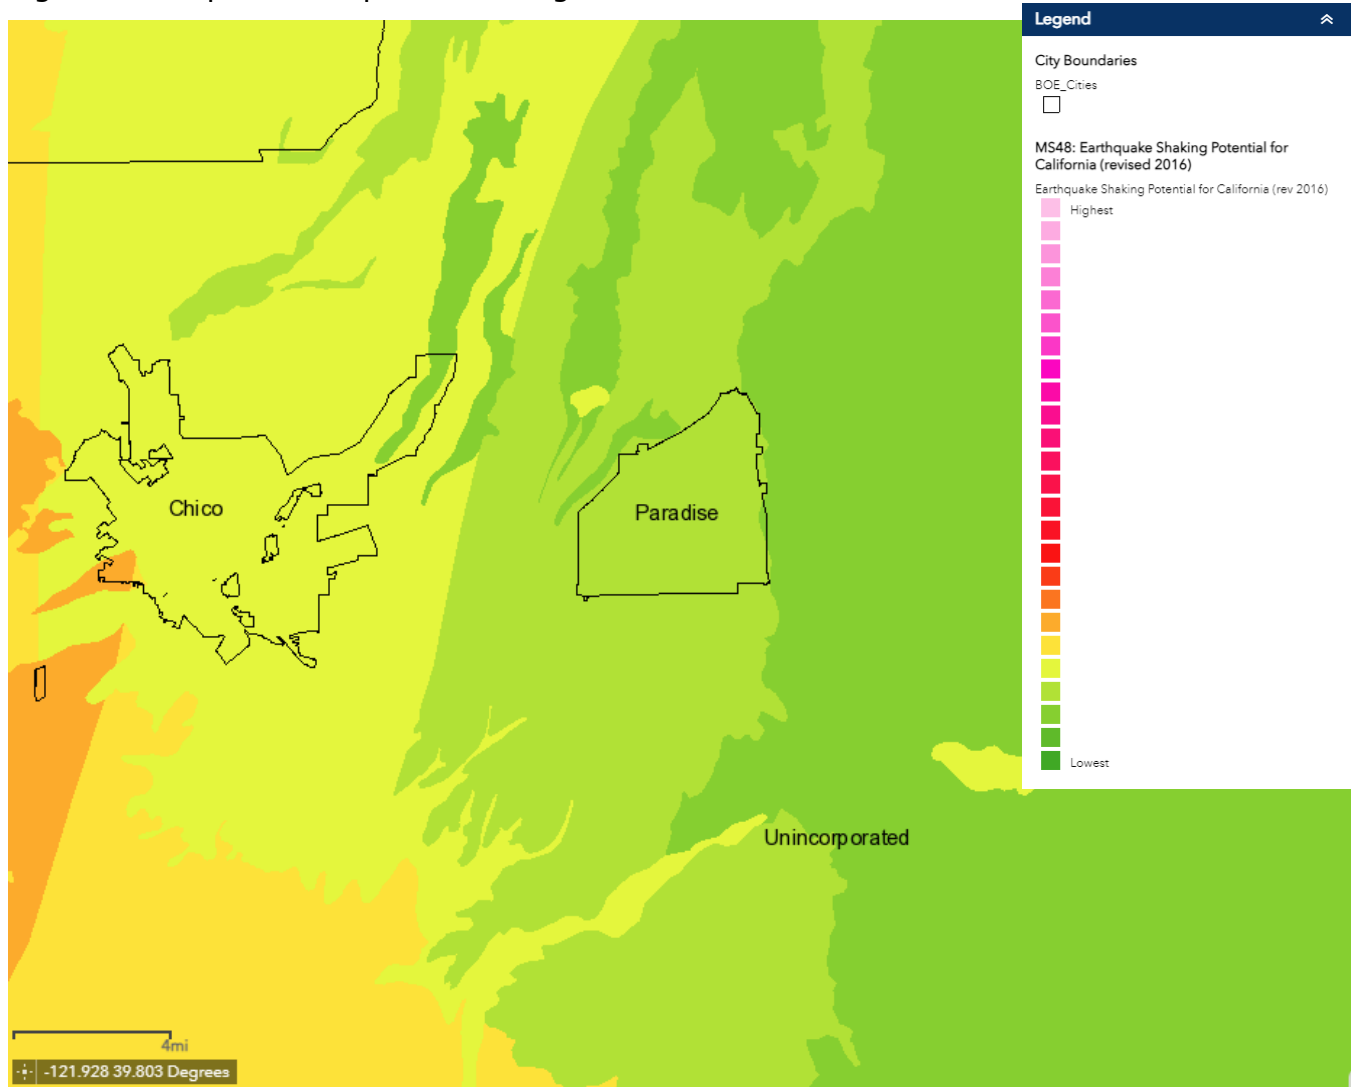 Legend
City Boundaries
BOE_Cities
MS48: Earthquake Shaking Potential for
California (revised 2016)
Earthquake Shaking Potential for California (rev 2016)
Highest
Chico
Paradise
Lowest
Unincorporated
4mi
-121.928 39.803 Degrees